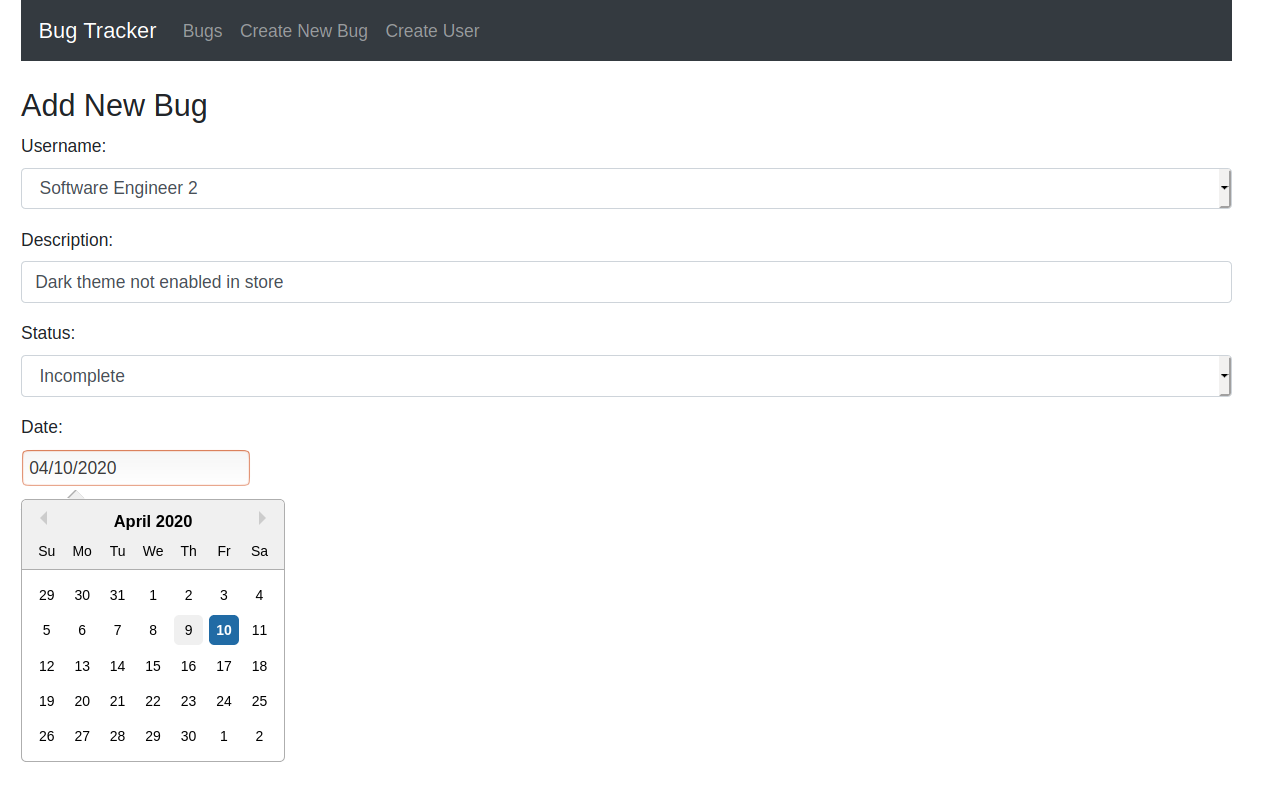 Bug Tracker Bugs Create New Bug Create User
Add New Bug
Username:
Software Engineer 2
Description:
Dark theme not enabled in store
Status:
Incomplete
Date:
04/10/2020
April 2020
Su Mo Tu We Th Fr Sa
29 30 31 1 2 3 4
5 6 7 8 9 10 11
12 13 14 15 16 17 18
19 20 21 22 23 24 25
26 27 28 29 30 1 2